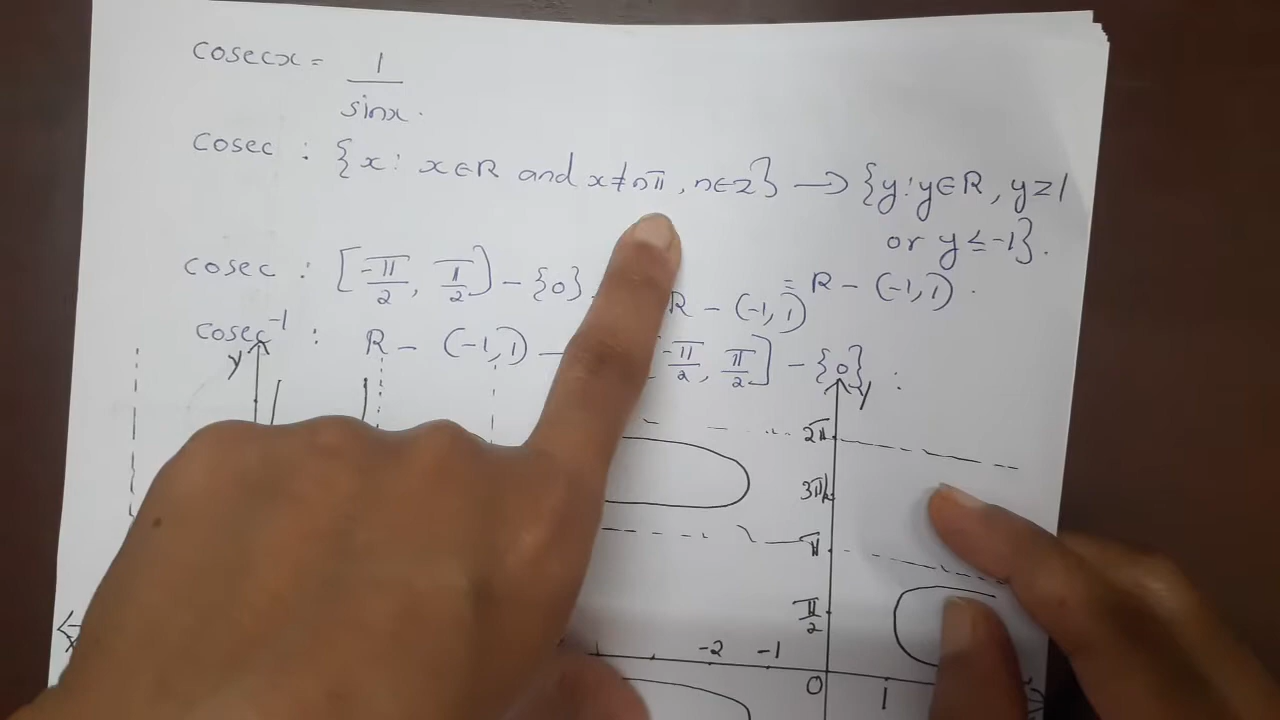 cosecx = 1
sinx.
cosec : {x : x∈R and x≠nπ, n∈z} → {y:y∈R, y≥1
or y≤-1}.
= R - (-1,1).
cosec : [-π/2, π/2] - {0}. R - (-1,1)
cosec⁻¹ : R - (-1,1) - -π/2, π/2] - {0}
y
y
2π
3π/2
π
π/2
-2 -1
0 1
x